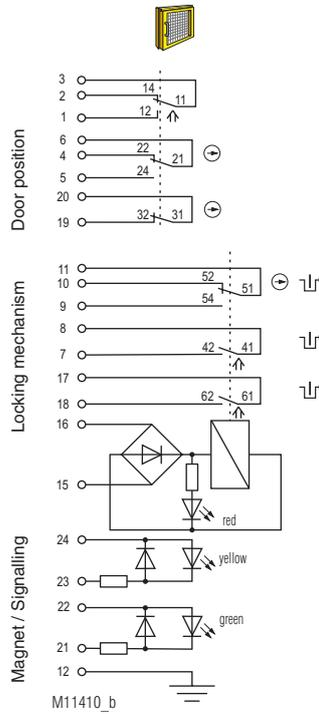 Door position
3
2 14
11
1 12
6
4 22
21
5 24
20
19 32 31
Locking mechanism
11
10 52
51
9 54
8
7 42 41
17
18 62 61
16
15
red
Magnet / Signalling
24
yellow
23
22
green
21
12
M11410_b